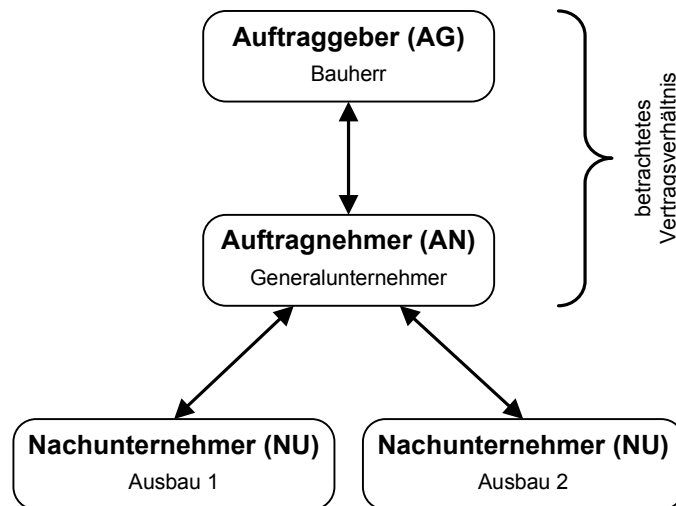 Auftraggeber (AG)
Bauherr
betrachtetes
Vertragsverhältnis
Auftragnehmer (AN)
Generalunternehmer
Nachunternehmer (NU)
Ausbau 1
Nachunternehmer (NU)
Ausbau 2